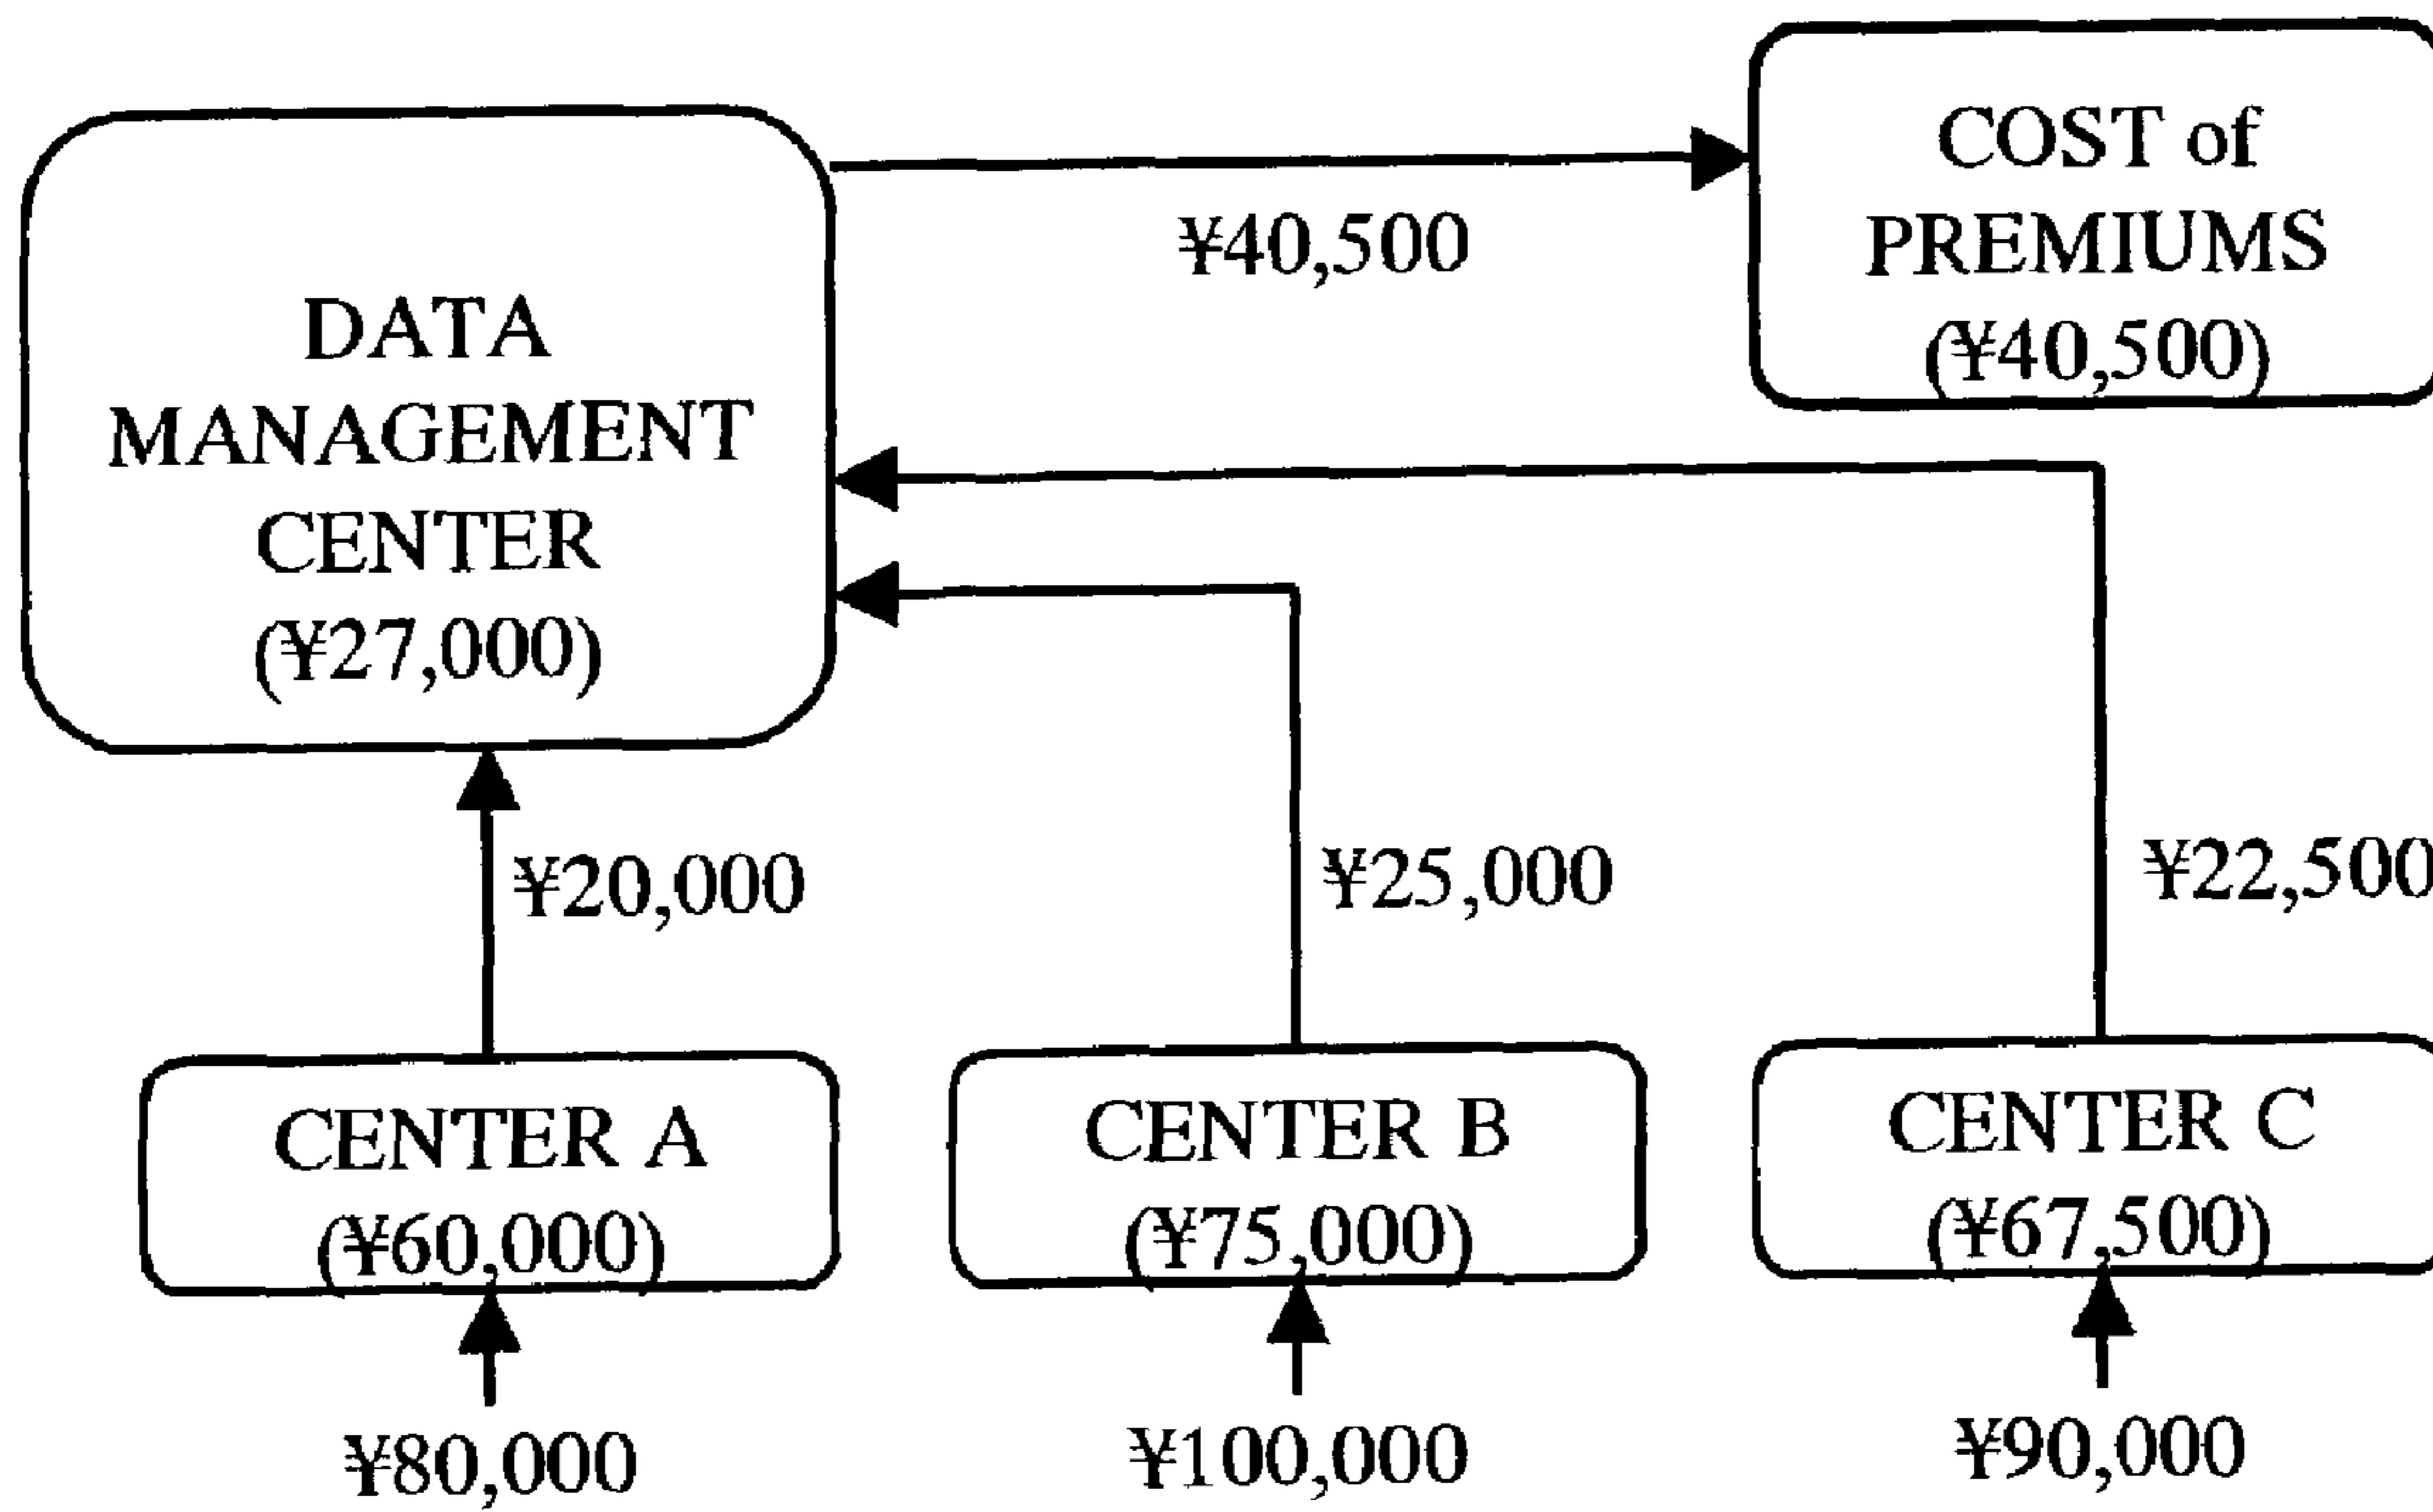 COST of
PREMIUMS
(¥40,500)
¥40,500
DATA
MANAGEMENT
CENTER
(¥27,000)
¥20,000
¥25,000
¥22,500
CENTER A
(¥60,000)
CENTER B
(¥75,000)
CENTER C
(¥67,500)
¥80,000
¥100,000
¥90,000